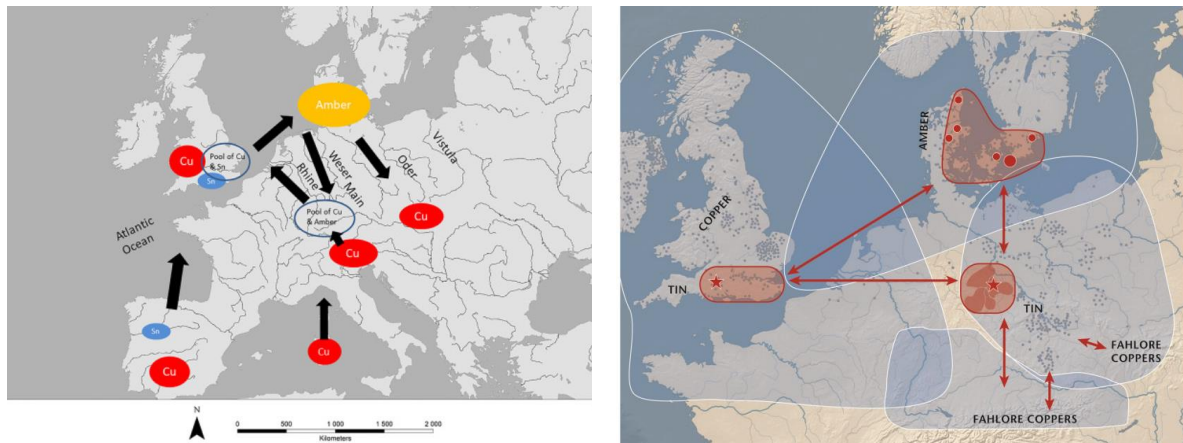 Amber
Cu
Pool of Cu
& Sn
Sn
Rhine
Weser
Main
Oder
Vistula
Pool of Cu
& Amber
Cu
Cu
Atlantic
Ocean
Sn
Cu
Cu
N
0
500
1 000
1 500
2 000
Kilometers
AMBER
COPPER
TIN
TIN
FAHLORE
COPPERS
FAHLORE COPPERS